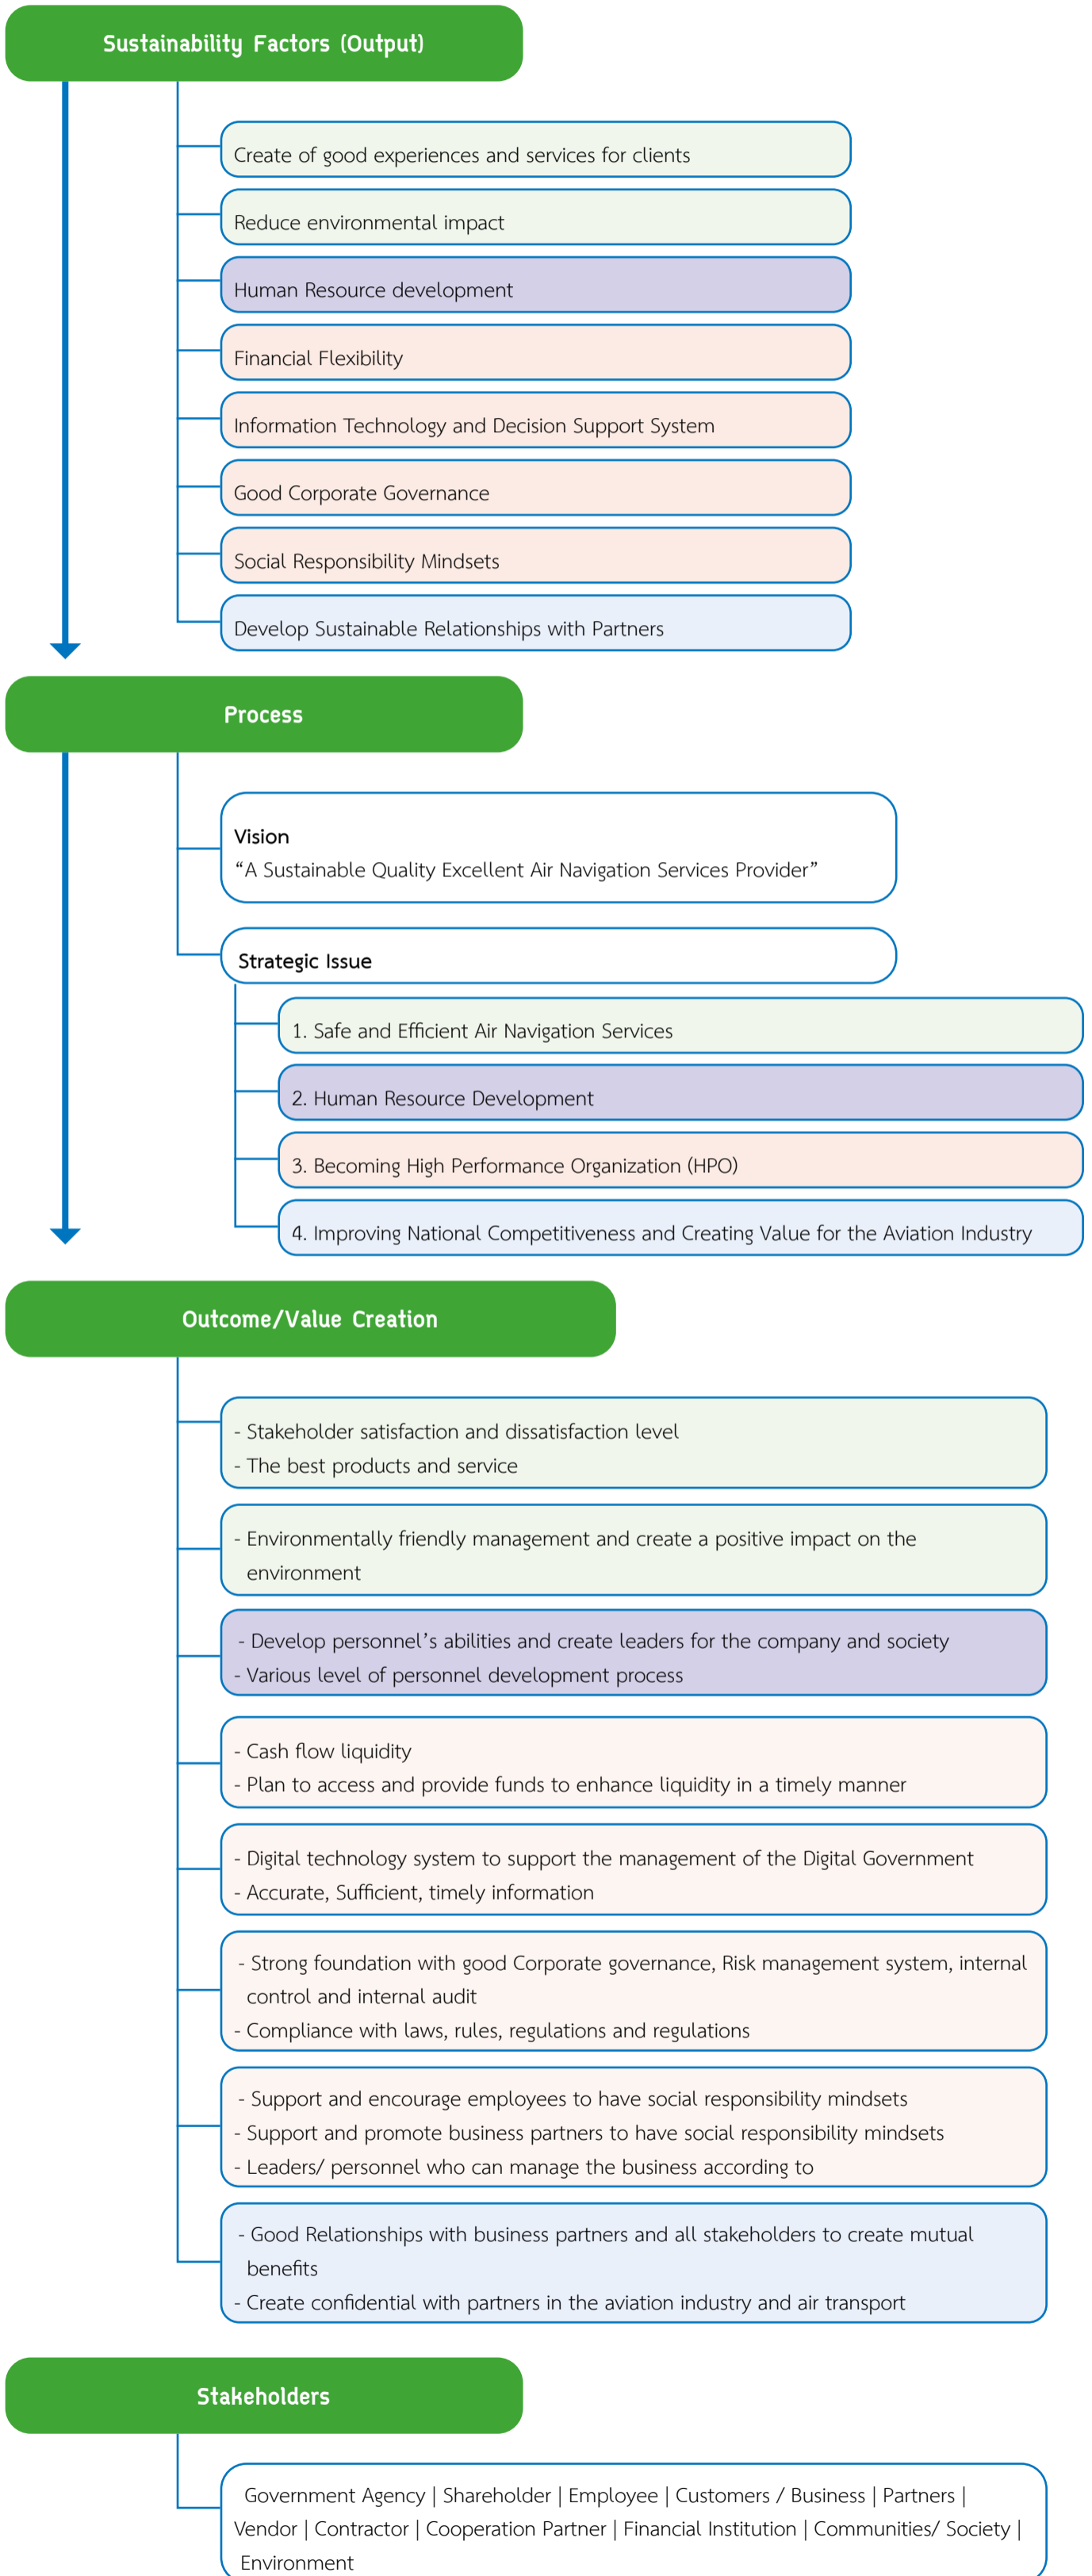 Sustainability Factors (Output)
Create of good experiences and services for clients
Reduce environmental impact
Human Resource development
Financial Flexibility
Information Technology and Decision Support System
Good Corporate Governance
Social Responsibility Mindsets
Develop Sustainable Relationships with Partners
Process
Vision
“A Sustainable Quality Excellent Air Navigation Services Provider”
Strategic Issue
1. Safe and Efficient Air Navigation Services
2. Human Resource Development
3. Becoming High Performance Organization (HPO)
4. Improving National Competitiveness and Creating Value for the Aviation Industry
Outcome/Value Creation
- Stakeholder satisfaction and dissatisfaction level
- The best products and service
- Environmentally friendly management and create a positive impact on the
environment
- Develop personnel’s abilities and create leaders for the company and society
- Various level of personnel development process
- Cash flow liquidity
- Plan to access and provide funds to enhance liquidity in a timely manner
- Digital technology system to support the management of the Digital Government
- Accurate, Sufficient, timely information
- Strong foundation with good Corporate governance, Risk management system, internal
control and internal audit
- Compliance with laws, rules, regulations and regulations
- Support and encourage employees to have social responsibility mindsets
- Support and promote business partners to have social responsibility mindsets
- Leaders/ personnel who can manage the business according to
- Good Relationships with business partners and all stakeholders to create mutual
benefits
- Create confidential with partners in the aviation industry and air transport
Stakeholders
Government Agency | Shareholder | Employee | Customers / Business | Partners |
Vendor | Contractor | Cooperation Partner | Financial Institution | Communities/ Society |
Environment